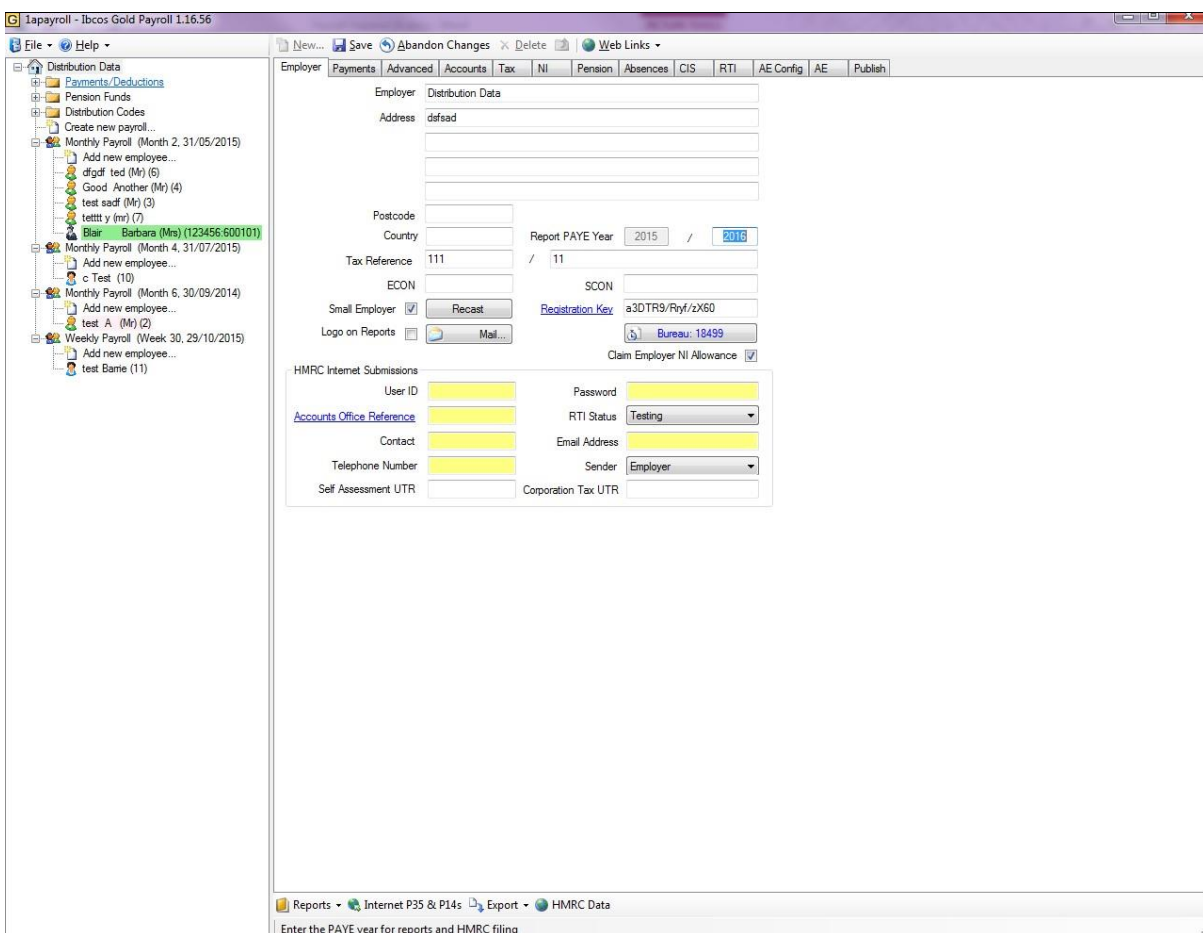 1apayroll - Ibcos Gold Payroll 1.16.56
File Help
New... Save Abandon Changes Delete Web Links
Distribution Data
Payments/Deductions
Pension Funds
Distribution Codes
Create new payroll...
Monthly Payroll (Month 2, 31/05/2015)
Add new employee...
dfgdf ted (Mr) (6)
Good Another (Mr) (4)
test sadf (Mr) (3)
tetttt y (mr) (7)
Blair Barbara (Mrs) (123456:600101)
Monthly Payroll (Month 4, 31/07/2015)
Add new employee...
c Test (10)
Monthly Payroll (Month 6, 30/09/2014)
Add new employee...
test A (Mr) (2)
Weekly Payroll (Week 30, 29/10/2015)
Add new employee...
test Barrie (11)
Employer Payments Advanced Accounts Tax NI Pension Absences CIS RTI AE Config AE Publish
Employer Distribution Data
Address dsfsad
Postcode
Country Report PAYE Year 2015 / 2016
Tax Reference 111 / 11
ECON SCON
Small Employer Recast Registration Key a3DTR9/Rryf/zX60
Logo on Reports Mail... Bureau: 18499
Claim Employer NI Allowance
HMRC Internet Submissions
User ID Password
Accounts Office Reference RTI Status Testing
Contact Email Address
Telephone Number Sender Employer
Self Assessment UTR Corporation Tax UTR
Reports Internet P35 & P14s Export HMRC Data
Enter the PAYE year for reports and HMRC filing